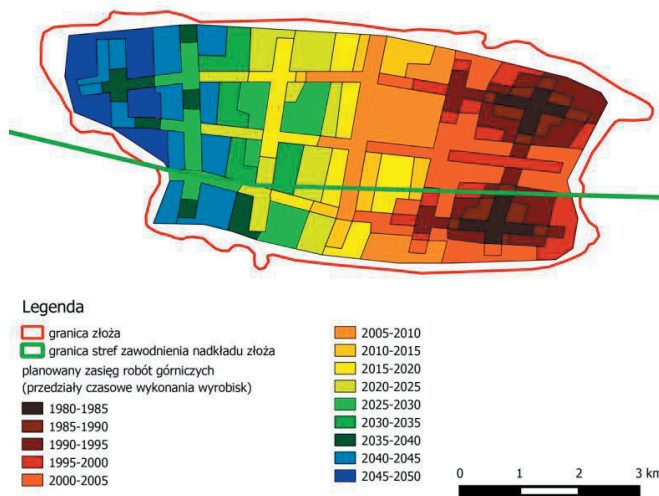 Legenda
granica złoża
granica stref zawodnienia nadkładu złoża
planowany zasięg robót górniczych
(przedziały czasowe wykonania wyrobisk)
1980-1985
1985-1990
1990-1995
1995-2000
2000-2005
2005-2010
2010-2015
2015-2020
2020-2025
2025-2030
2030-2035
2035-2040
2040-2045
2045-2050
0 1 2 3 km